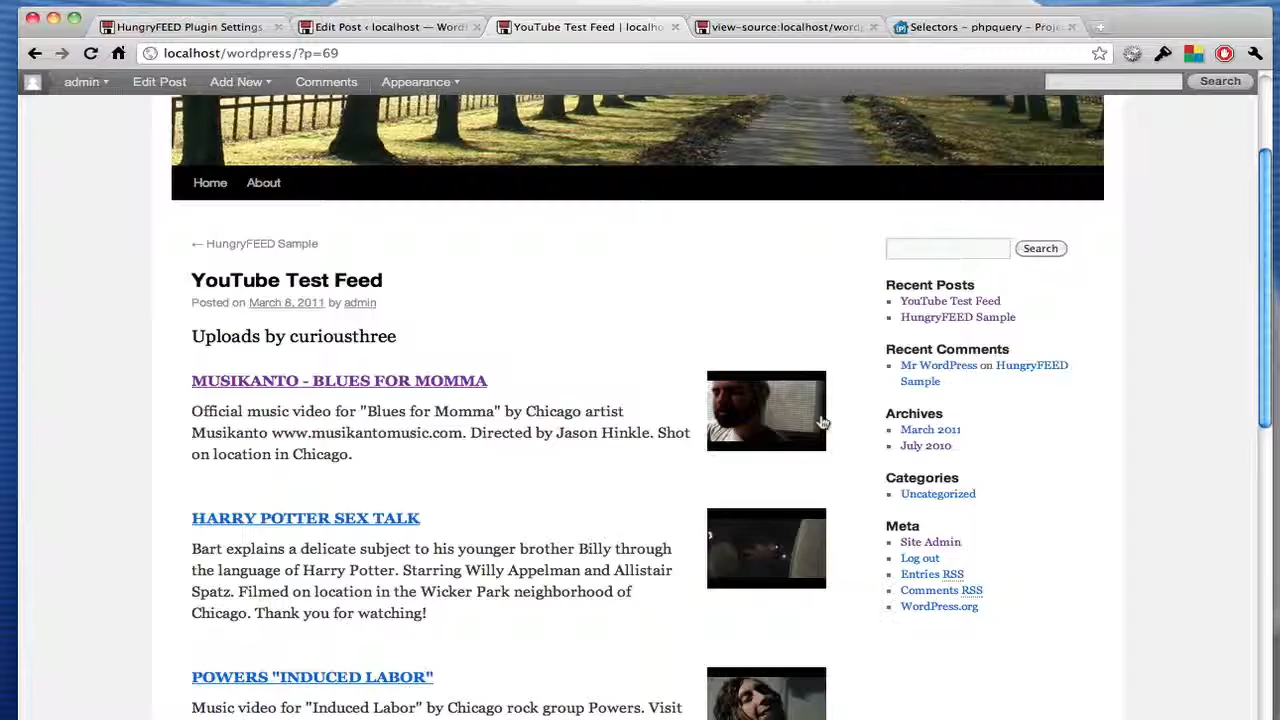 HungryFEED Plugin Settings
Edit Post ‹ localhost — Word
YouTube Test Feed | localho
view-source:localhost/word
Selectors - phpquery - Proje
localhost/wordpress/?p=69
admin
Edit Post
Add New
Comments
Appearance
Search
Home
About
← HungryFEED Sample
Search
YouTube Test Feed
Posted on March 8, 2011 by admin
Uploads by curiousthree
MUSIKANTO - BLUES FOR MOMMA
Official music video for "Blues for Momma" by Chicago artist
Musikanto www.musikantomusic.com. Directed by Jason Hinkle. Shot
on location in Chicago.
HARRY POTTER SEX TALK
Bart explains a delicate subject to his younger brother Billy through
the language of Harry Potter. Starring Willy Appelman and Allistair
Spatz. Filmed on location in the Wicker Park neighborhood of
Chicago. Thank you for watching!
POWERS "INDUCED LABOR"
Music video for "Induced Labor" by Chicago rock group Powers. Visit
Recent Posts
YouTube Test Feed
HungryFEED Sample
Recent Comments
Mr WordPress on HungryFEED
Sample
Archives
March 2011
July 2010
Categories
Uncategorized
Meta
Site Admin
Log out
Entries RSS
Comments RSS
WordPress.org